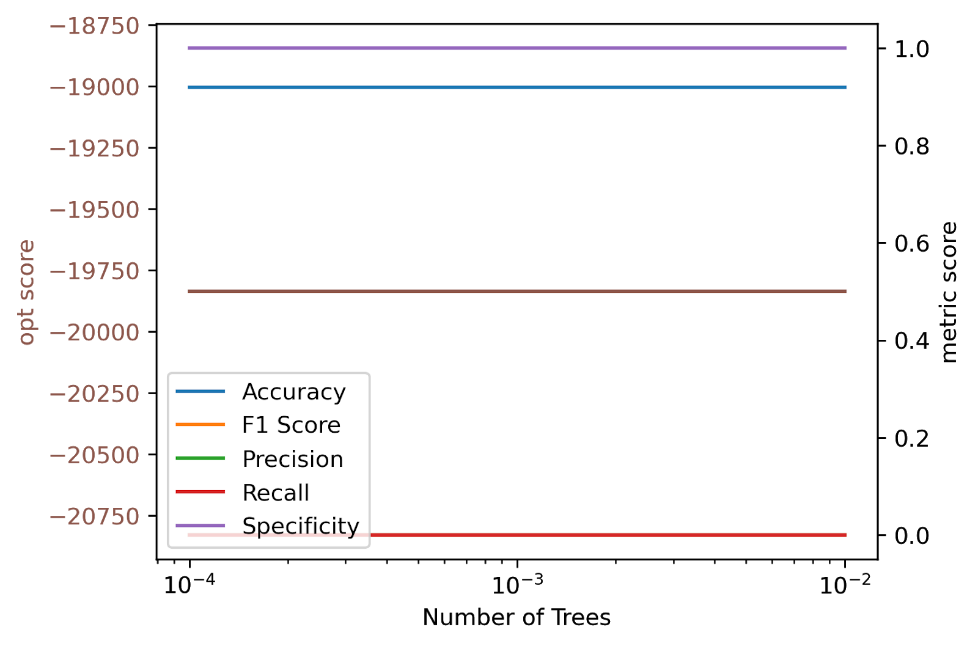 −18750
−19000
−19250
−19500
−19750
−20000
−20250
−20500
−20750
opt score
1.0
0.8
0.6
0.4
0.2
0.0
metric score
Accuracy
F1 Score
Precision
Recall
Specificity
10⁻⁴
10⁻³
10⁻²
Number of Trees